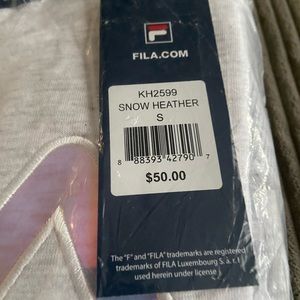 FILA.COM
KH2599
SNOW HEATHER
S
8 88393 42790 7
$50.00
The "F" and "FILA" trademarks are registered
trademarks of FILA Luxembourg S. a. r. l.
used herein under license